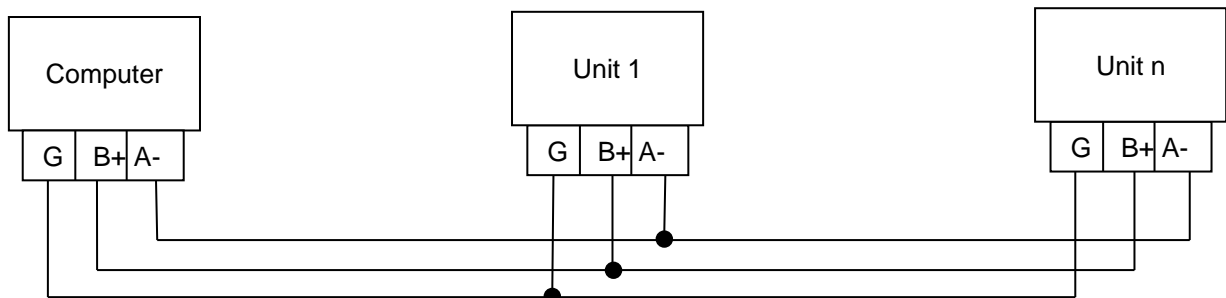 Computer
Unit 1
Unit n
G B+ A-
G B+ A-
G B+ A-